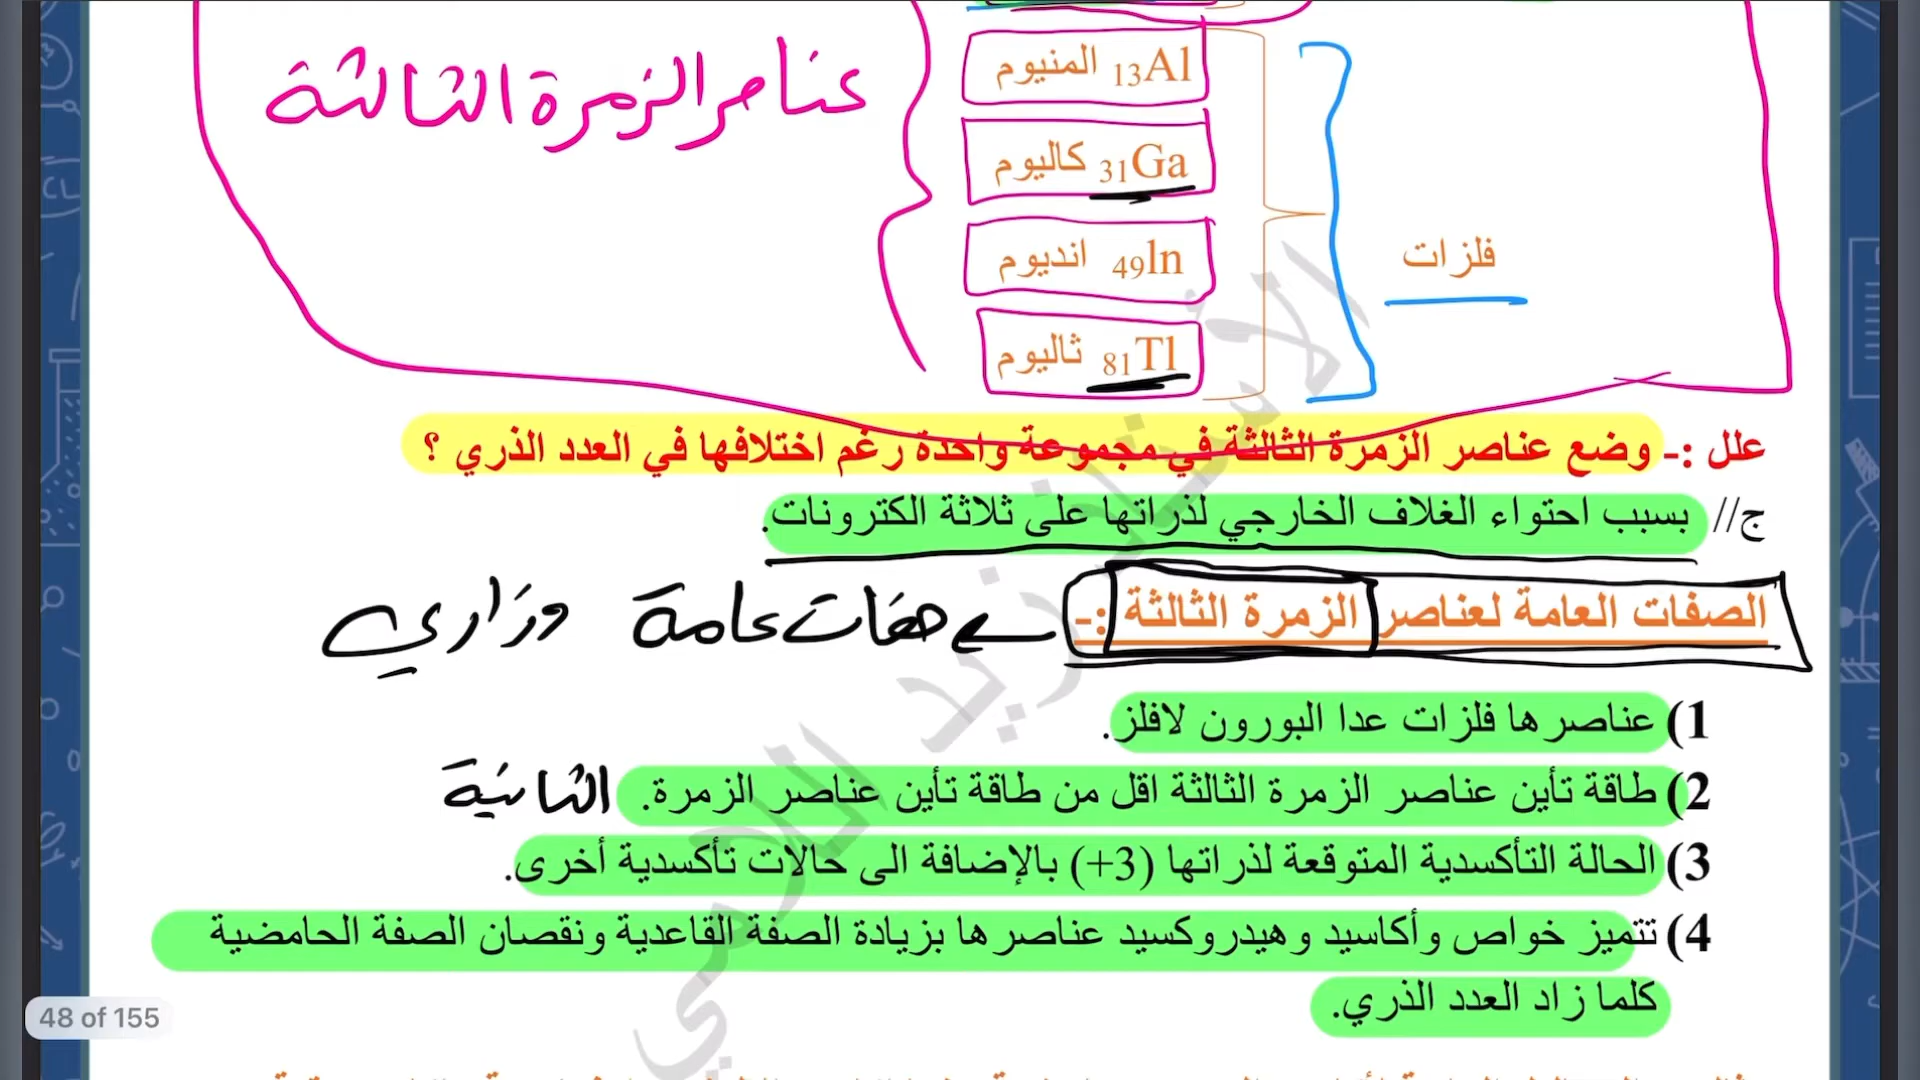 عناصر الزمرة الثالثة
13Al المنيوم
31Ga كاليوم
49In انديوم
81Tl ثاليوم
فلزات
علل :- وضع عناصر الزمرة الثالثة في مجموعة واحدة رغم اختلافها في العدد الذري ؟
ج// بسبب احتواء الغلاف الخارجي لذراتها على ثلاثة الكترونات.
الصفات العامة لعناصر الزمرة الثالثة :-
صفات عامة وزاري
1) عناصرها فلزات عدا البورون لافلز.
2) طاقة تأين عناصر الزمرة الثالثة اقل من طاقة تأين عناصر الزمرة. الثانية
3) الحالة التأكسدية المتوقعة لذراتها (3+) بالإضافة الى حالات تأكسدية أخرى.
4) تتميز خواص وأكاسيد وهيدروكسيد عناصرها بزيادة الصفة القاعدية ونقصان الصفة الحامضية
كلما زاد العدد الذري.
48 of 155